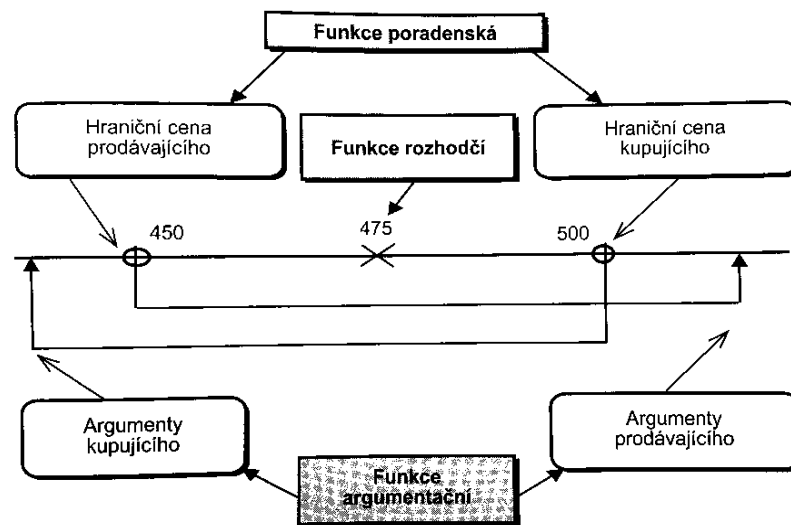 Funkce poradenská
Hraniční cena
prodávajícího
Funkce rozhodčí
Hraniční cena
kupujícího
450
475
500
Argumenty
kupujícího
Argumenty
prodávajícího
Funkce
argumentační